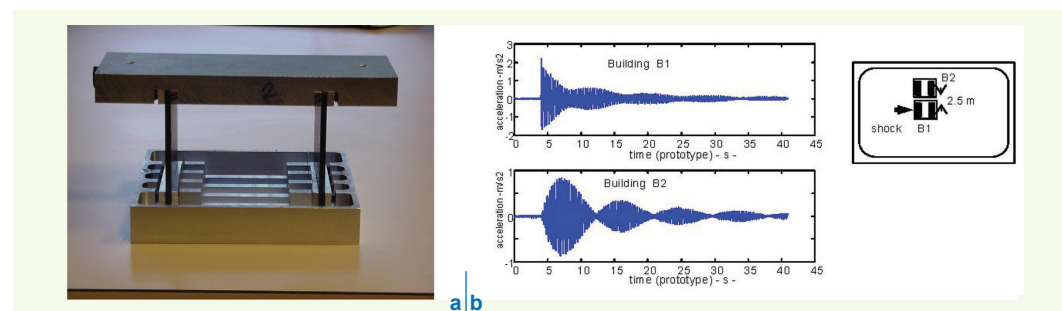 2
3
2
1
0
-1
-2
acceleration -m/s2
Building B1
0 5 10 15 20 25 30 35 40 45
time (prototype) - s -
1
0
-1
acceleration -m/s2
Building B2
0 5 10 15 20 25 30 35 40 45
time (prototype) - s -
B2
2.5 m
shock B1
a b